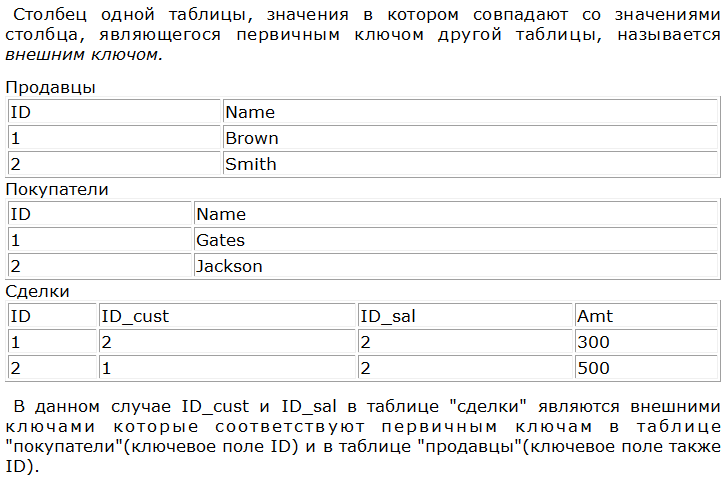 Столбец одной таблицы, значения в котором совпадают со значениями
столбца, являющегося первичным ключом другой таблицы, называется
внешним ключом.
Продавцы
ID Name
1 Brown
2 Smith
Покупатели
ID Name
1 Gates
2 Jackson
Сделки
ID ID_cust ID_sal Amt
1 2 2 300
2 1 2 500
В данном случае ID_cust и ID_sal в таблице "сделки" являются внешними
ключами которые соответствуют первичным ключам в таблице
"покупатели"(ключевое поле ID) и в таблице "продавцы"(ключевое поле также
ID).